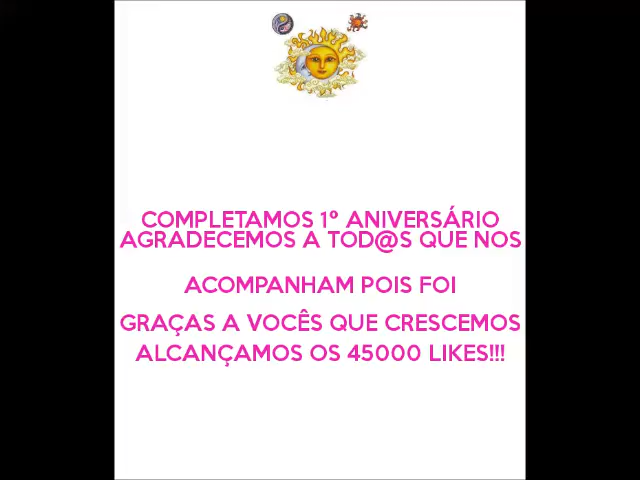 COMPLETAMOS 1º ANIVERSÁRIO
AGRADECEMOS A TOD@S QUE NOS
ACOMPANHAM POIS FOI
GRAÇAS A VOCÊS QUE CRESCEMOS
ALCANÇAMOS OS 45000 LIKES!!!